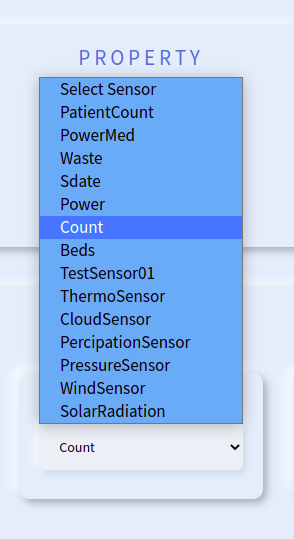 PROPERTY
Select Sensor
PatientCount
PowerMed
Waste
Sdate
Power
Count
Beds
TestSensor01
ThermoSensor
CloudSensor
PercipationSensor
PressureSensor
WindSensor
SolarRadiation
Count